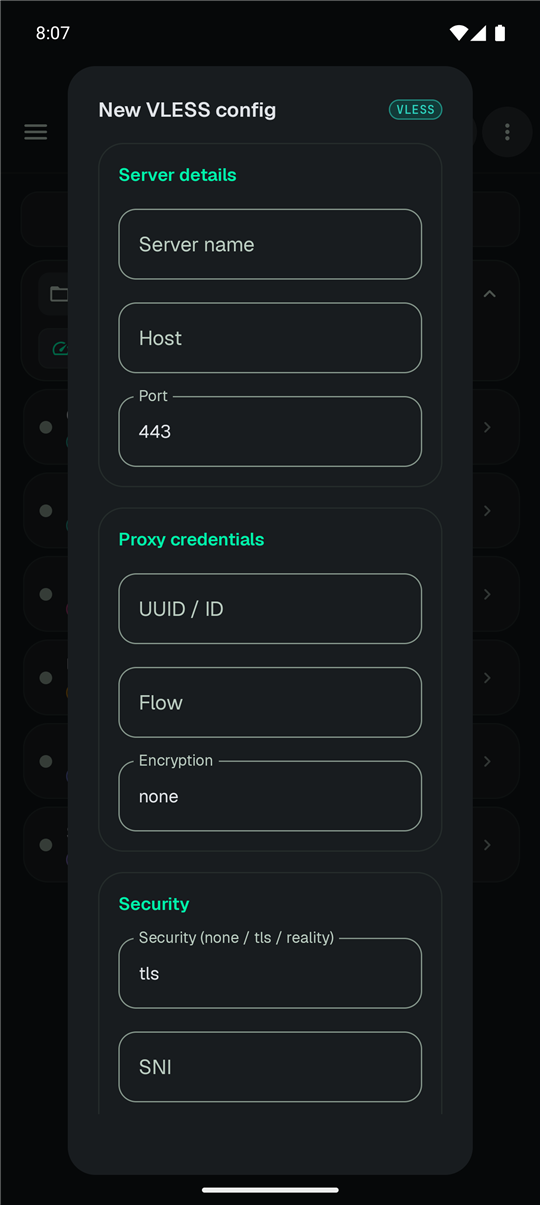 8:07
New VLESS config
VLESS
Server details
Server name
Host
Port
443
Proxy credentials
UUID / ID
Flow
Encryption
none
Security
Security (none / tls / reality)
tls
SNI